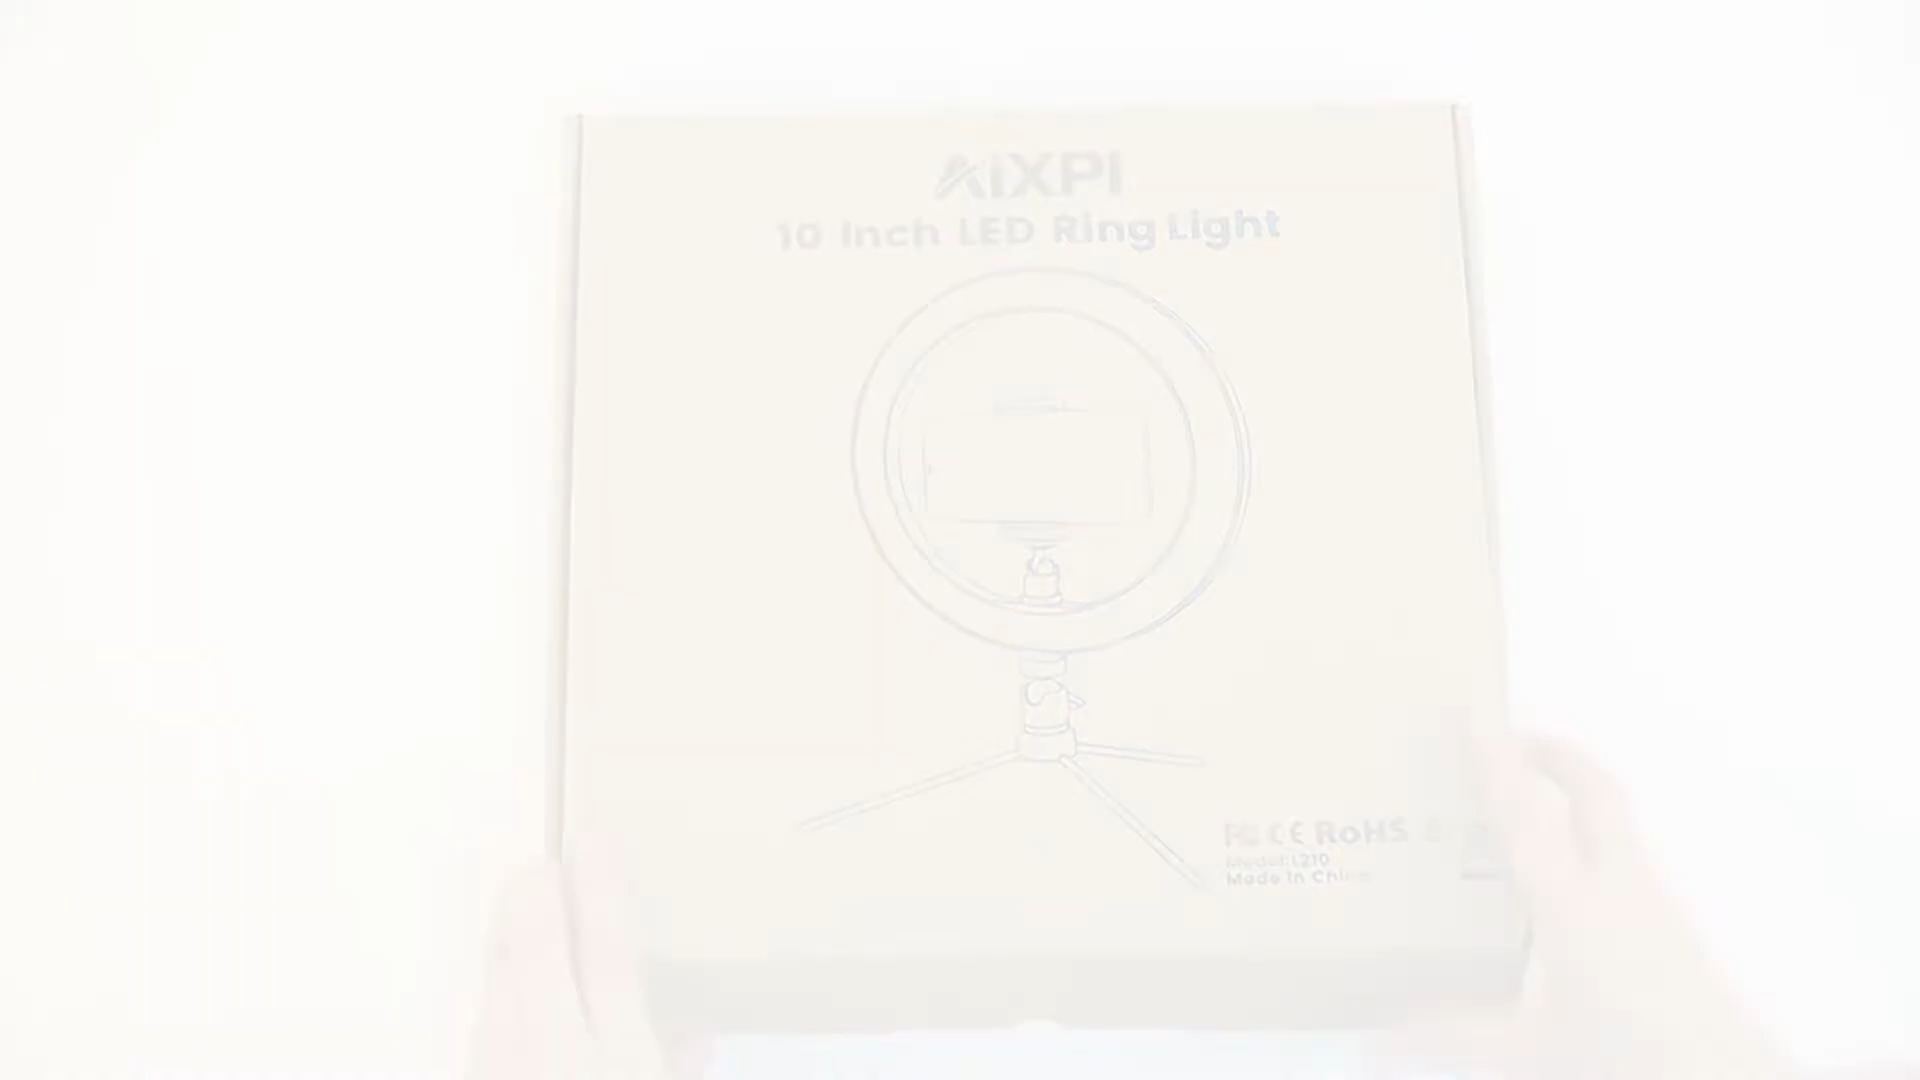 AIXPI
10 Inch LED Ring Light
FC CE RoHS
Model:L210
Made In China